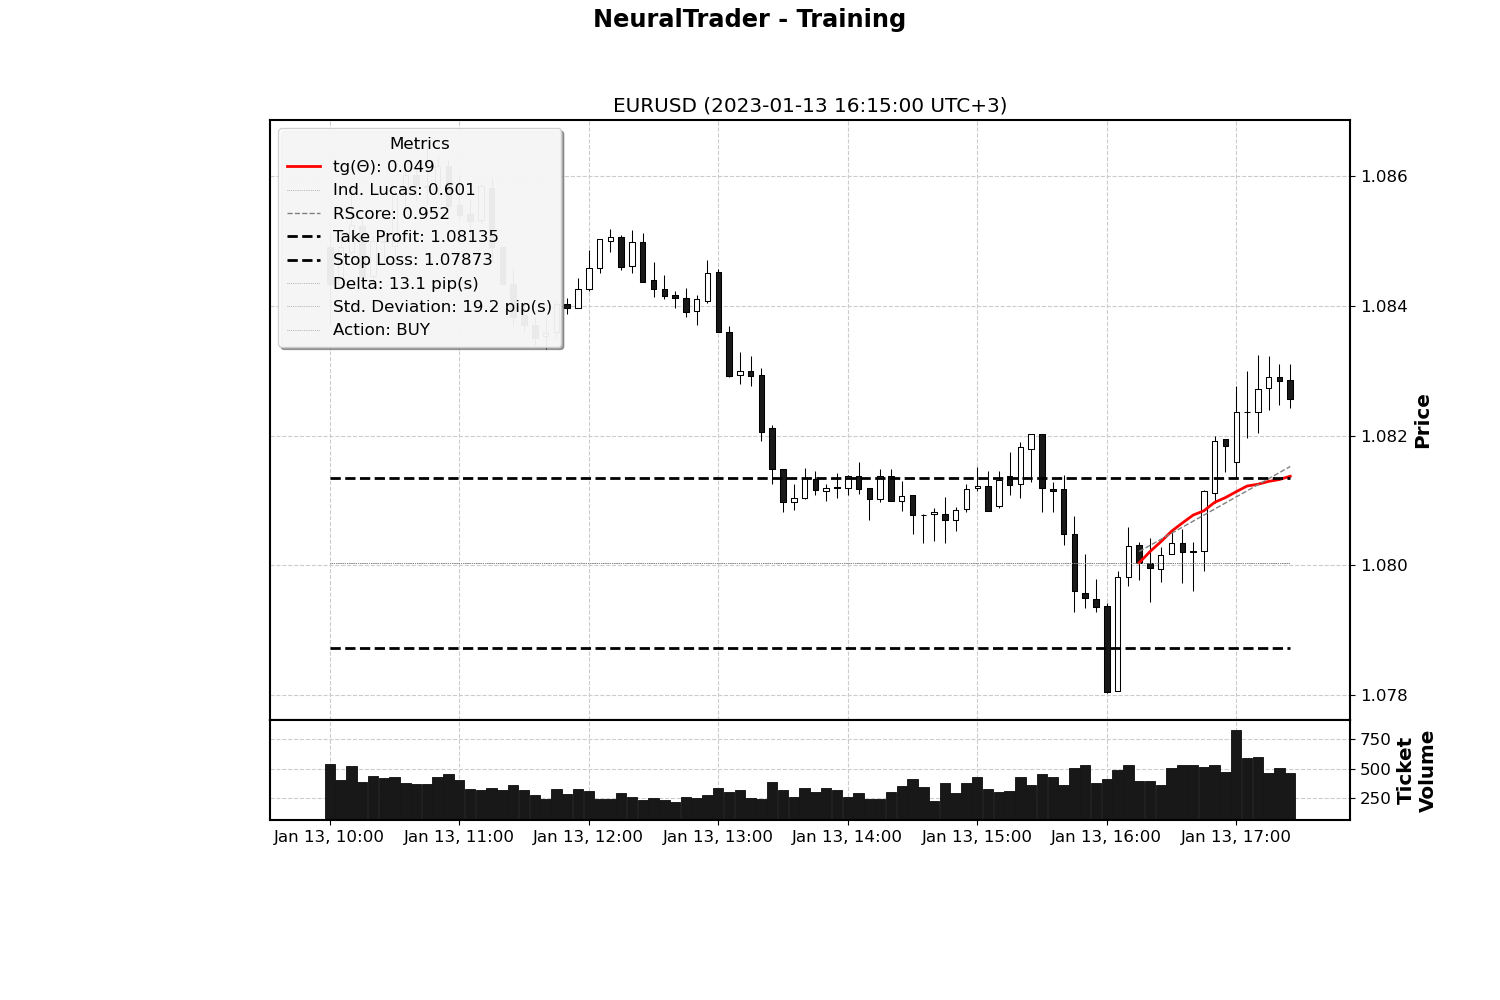 NeuralTrader - Training
EURUSD (2023-01-13 16:15:00 UTC+3)
Metrics
tg(Θ): 0.049
Ind. Lucas: 0.601
RScore: 0.952
Take Profit: 1.08135
Stop Loss: 1.07873
Delta: 13.1 pip(s)
Std. Deviation: 19.2 pip(s)
Action: BUY
1.086
1.084
1.082
1.080
1.078
Price
750
500
250
Ticket
Volume
Jan 13, 10:00
Jan 13, 11:00
Jan 13, 12:00
Jan 13, 13:00
Jan 13, 14:00
Jan 13, 15:00
Jan 13, 16:00
Jan 13, 17:00